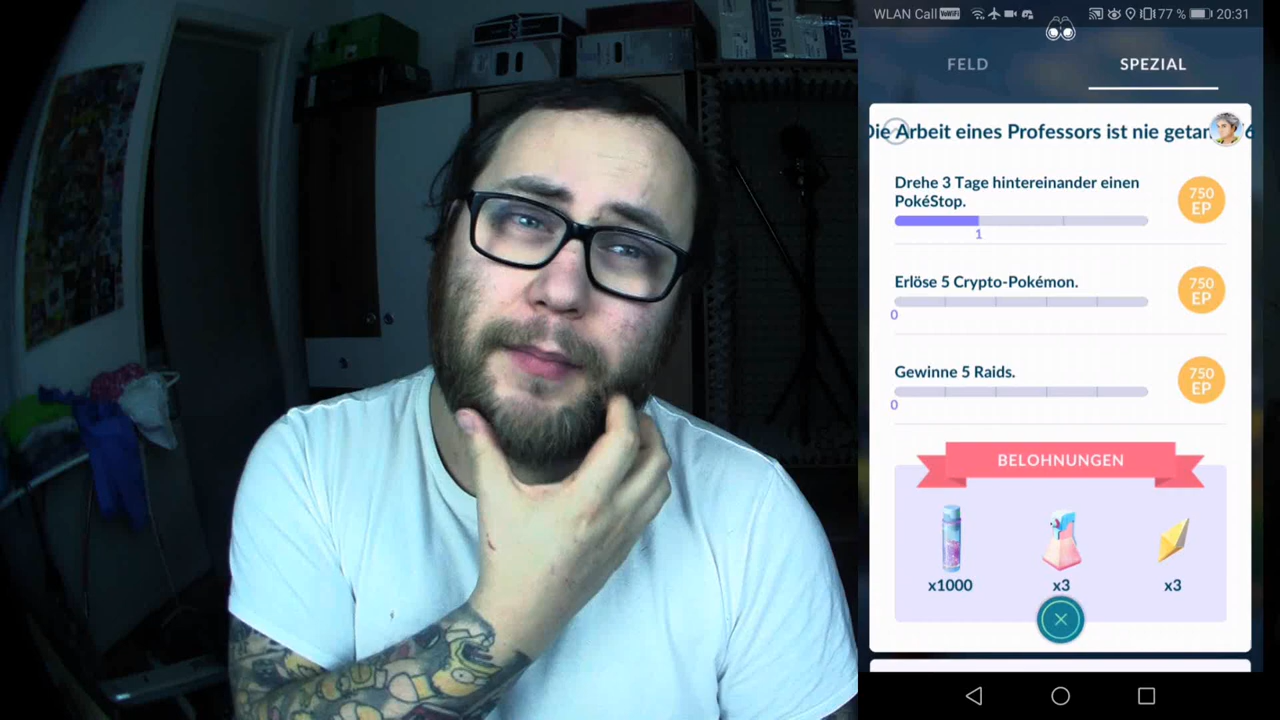 WLAN Call WiFi 77 % 20:31
FELD SPEZIAL
Die Arbeit eines Professors ist nie getan 6
Drehe 3 Tage hintereinander einen
PokéStop.
750
EP
1
Erlöse 5 Crypto-Pokémon.
750
EP
0
Gewinne 5 Raids.
750
EP
0
BELOHNUNGEN
x1000 x3 x3